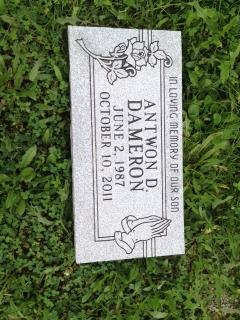 IN LOVING MEMORY OF OUR SON
ANTWON D.
DAMERON
JUNE 2, 1987
OCTOBER 10, 2011